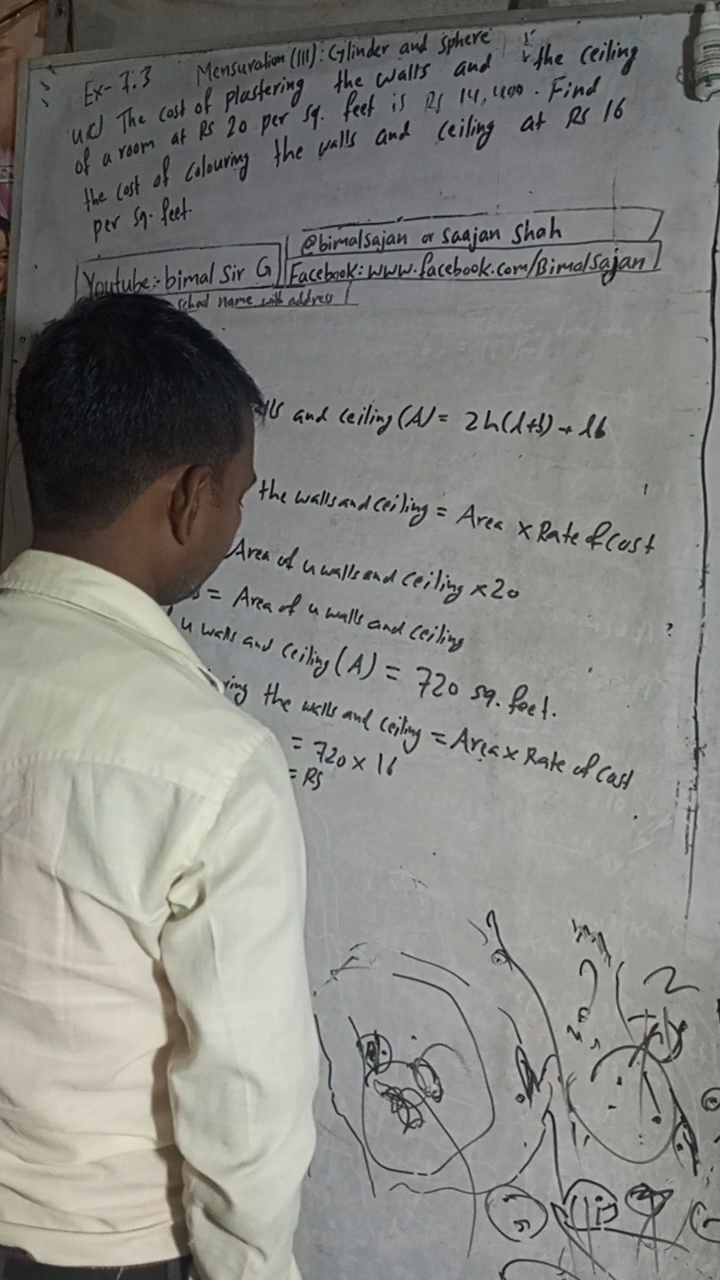 Ex- 7.3 Mensuration (III): Cylinder and sphere
4c) The cost of plastering the walls and the ceiling
of a room at Rs 20 per sq. feet is Rs 14,400. Find
the cost of colouring the walls and ceiling at Rs 16
per sq. feet.
@bimalsajan or Saajan Shah
Youtube:- bimal Sir G
Facebook: www.facebook.com/Bimalsajan
school name with address
and ceiling (A) = 2h(l+b) + lb
the walls and ceiling = Area x Rate of cost
Area of 4 walls and ceiling x 20
= Area of 4 walls and ceiling
4 walls and ceiling (A) = 720 sq. feet.
the walls and ceiling = Area x Rate of cost
= 720 x 16
= Rs